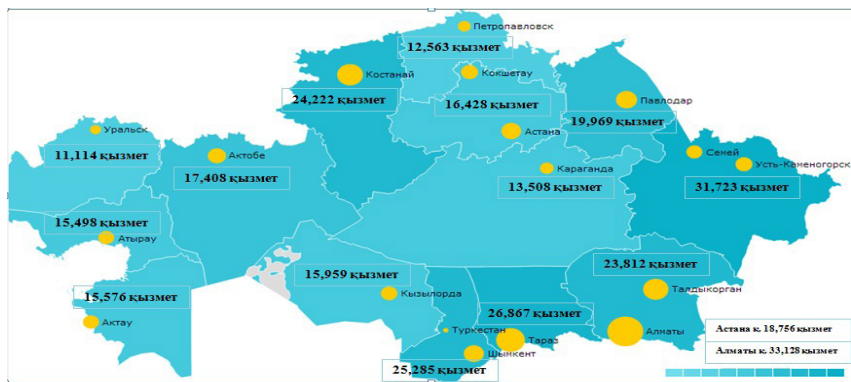 Петропавловск
12,563 қызмет
Костанай
Кокшетау
24,222 қызмет
16,428 қызмет
Павлодар
19,969 қызмет
Астана
Уральск
11,114 қызмет
Актобе
17,408 қызмет
Семей
Усть-Каменогорск
31,723 қызмет
Караганда
13,508 қызмет
15,498 қызмет
Атырау
15,959 қызмет
Кызылорда
23,812 қызмет
Талдыкорган
15,576 қызмет
Актау
26,867 қызмет
Туркестан
Тараз
Алматы
Шымкент
25,285 қызмет
Астана қ. 18,756 қызмет
Алматы қ. 33,128 қызмет